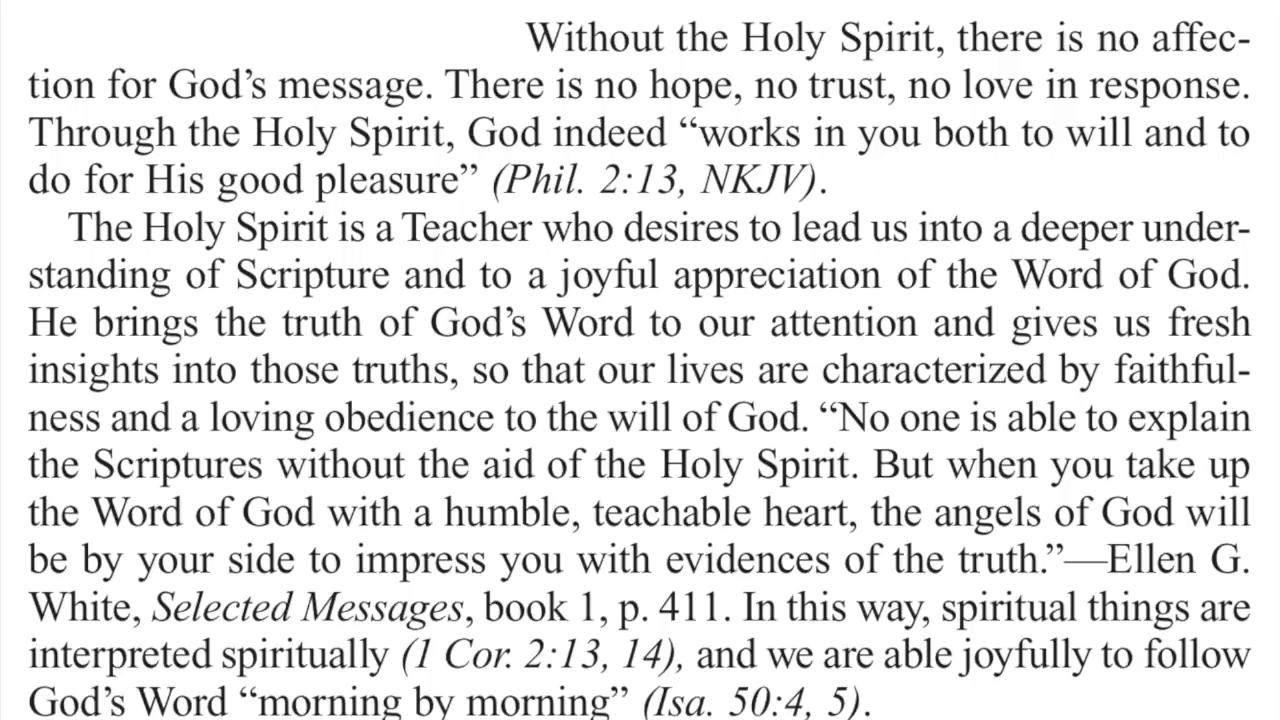 Without the Holy Spirit, there is no affec-
tion for God’s message. There is no hope, no trust, no love in response.
Through the Holy Spirit, God indeed “works in you both to will and to
do for His good pleasure” (Phil. 2:13, NKJV).
The Holy Spirit is a Teacher who desires to lead us into a deeper under-
standing of Scripture and to a joyful appreciation of the Word of God.
He brings the truth of God’s Word to our attention and gives us fresh
insights into those truths, so that our lives are characterized by faithful-
ness and a loving obedience to the will of God. “No one is able to explain
the Scriptures without the aid of the Holy Spirit. But when you take up
the Word of God with a humble, teachable heart, the angels of God will
be by your side to impress you with evidences of the truth.”—Ellen G.
White, Selected Messages, book 1, p. 411. In this way, spiritual things are
interpreted spiritually (1 Cor. 2:13, 14), and we are able joyfully to follow
God’s Word “morning by morning” (Isa. 50:4, 5).